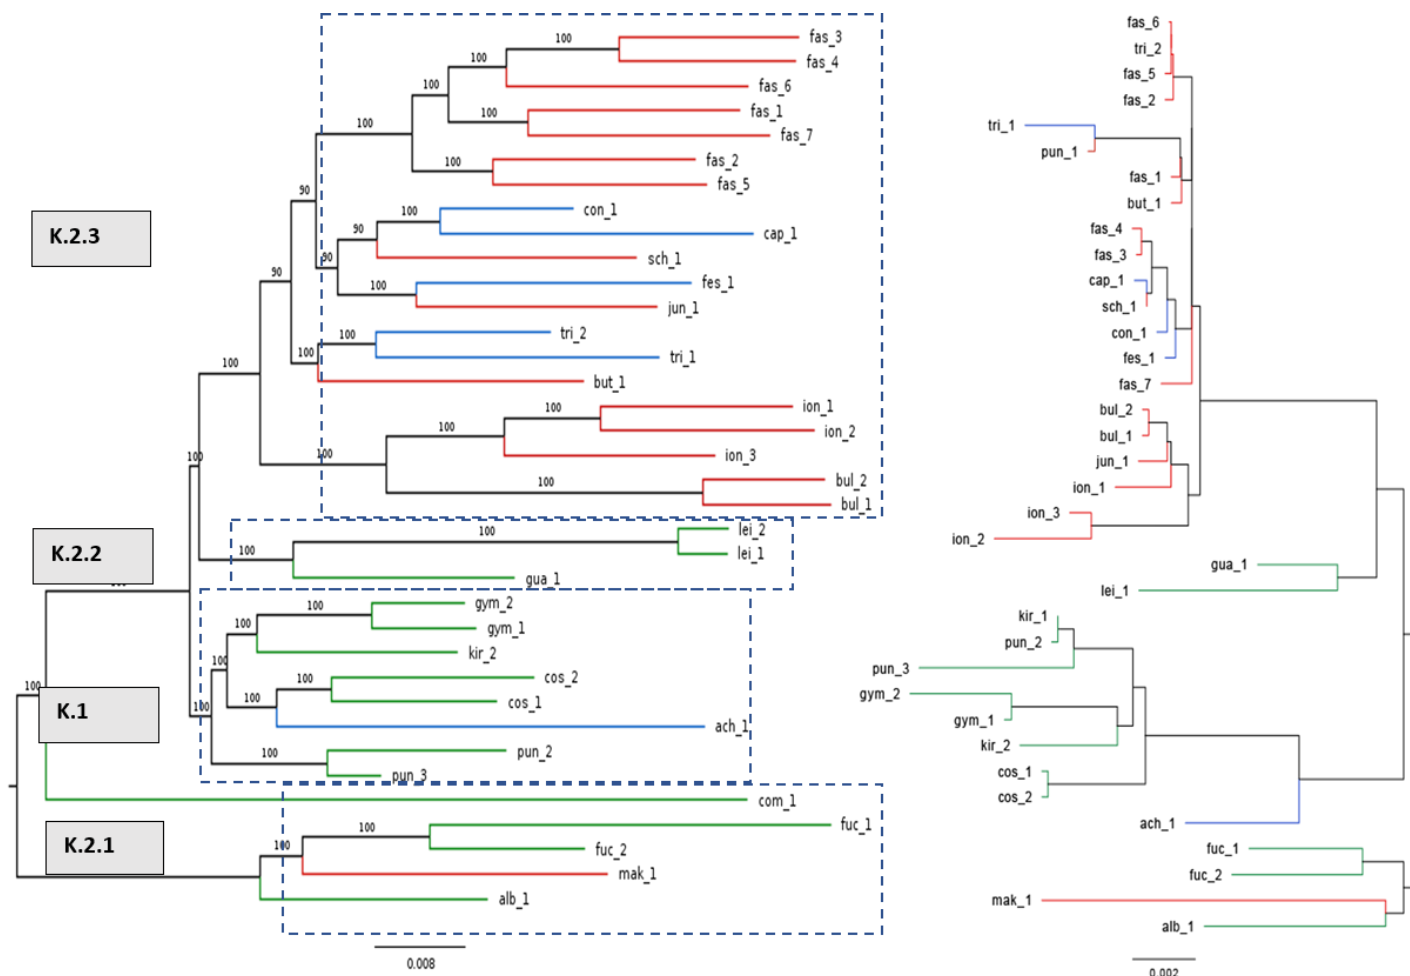 100
fas_3
fas_4
100
fas_6
100
100
fas_1
fas_7
100
100
fas_2
fas_5
90
100
con_1
cap_1
90
sch_1
90
100
fes_1
jun_1
K.2.3
90
100
tri_2
tri_1
100
but_1
100
100
ion_1
ion_2
100
ion_3
100
100
bul_2
bul_1
100
K.2.2
100
100
lei_2
lei_1
gua_1
100
gym_2
gym_1
100
kir_2
100
100
cos_2
cos_1
ach_1
100
K.1
100
100
pun_2
pun_3
com_1
K.2.1
100
fuc_1
100
fuc_2
mak_1
alb_1
0.008
fas_6
tri_2
fas_5
fas_2
tri_1
pun_1
fas_1
but_1
fas_4
fas_3
cap_1
sch_1
con_1
fes_1
fas_7
bul_2
bul_1
jun_1
ion_1
ion_3
ion_2
gua_1
lei_1
kir_1
pun_2
pun_3
gym_2
gym_1
kir_2
cos_1
cos_2
ach_1
fuc_1
fuc_2
mak_1
alb_1
0.002